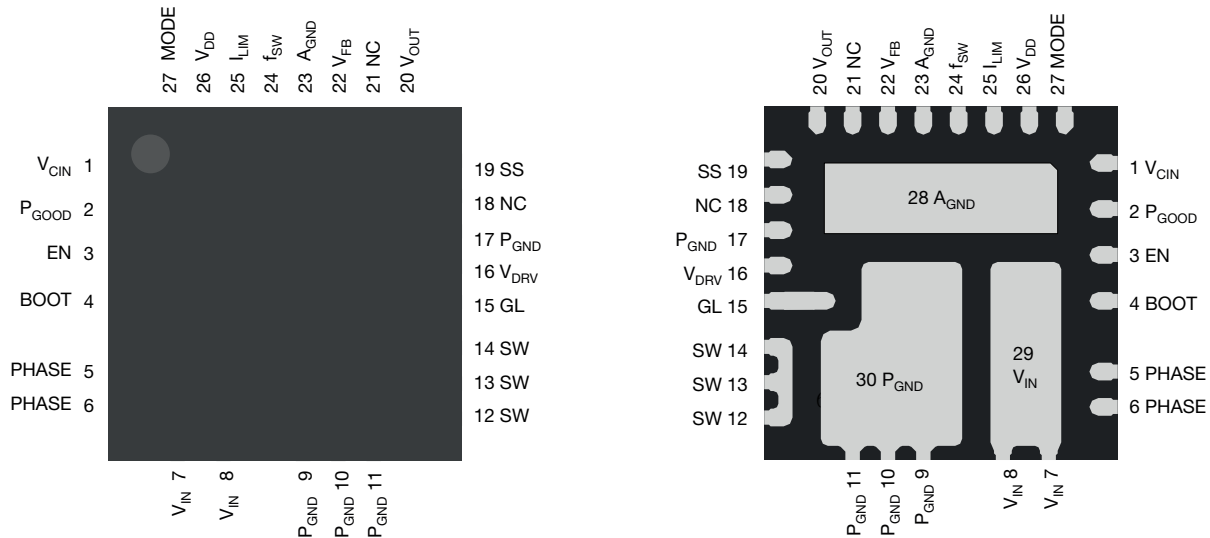 27 MODE
26 VDD
25 ILIM
24 fSW
23 AGND
22 VFB
21 NC
20 VOUT
VCIN 1
PGOOD 2
EN 3
BOOT 4
PHASE 5
PHASE 6
19 SS
18 NC
17 PGND
16 VDRV
15 GL
14 SW
13 SW
12 SW
VIN 7
VIN 8
PGND 9
PGND 10
PGND 11
20 VOUT
21 NC
22 VFB
23 AGND
24 fSW
25 ILIM
26 VDD
27 MODE
SS 19
NC 18
PGND 17
VDRV 16
GL 15
SW 14
SW 13
SW 12
28 AGND
30 PGND
29
VIN
1 VCIN
2 PGOOD
3 EN
4 BOOT
5 PHASE
6 PHASE
PGND 11
PGND 10
PGND 9
VIN 8
VIN 7